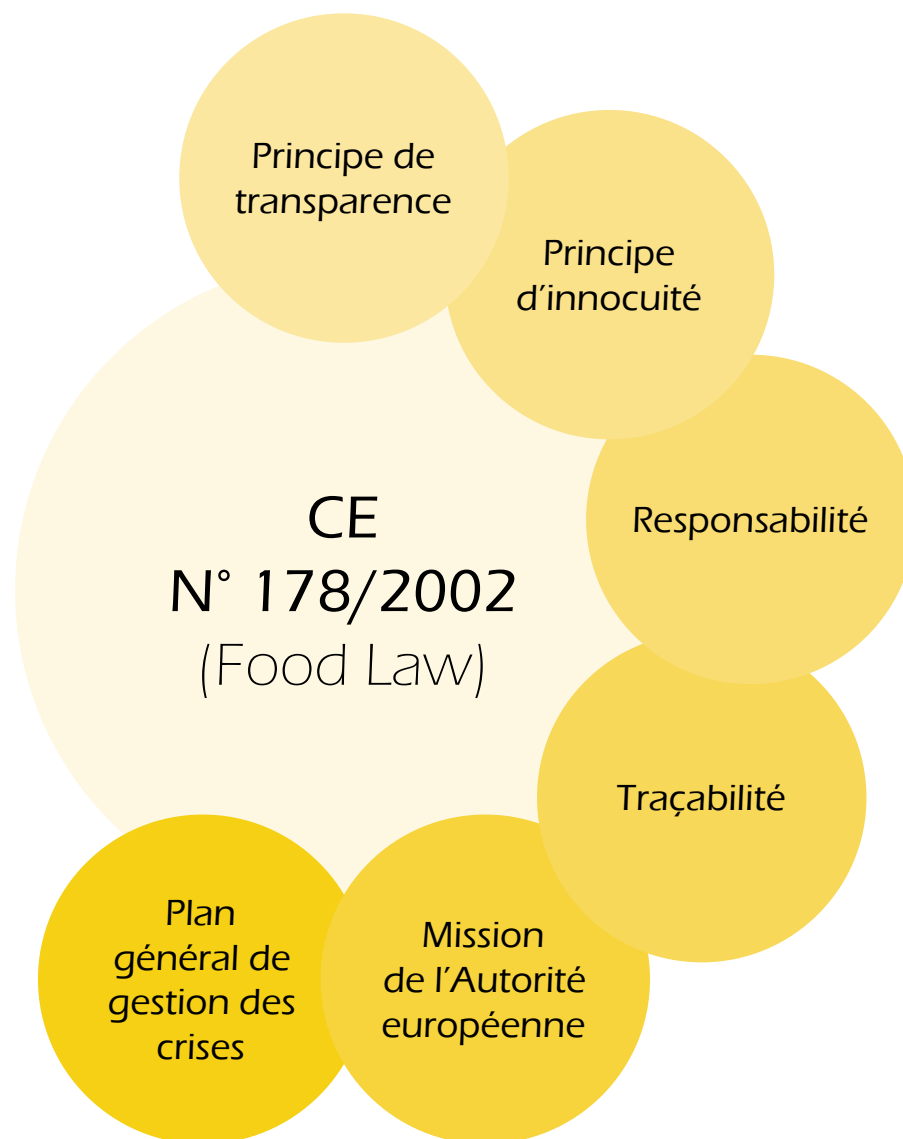 Principe de
transparence
Principe
d'innocuité
CE
N° 178/2002
(Food Law)
Responsabilité
Traçabilité
Mission
de l'Autorité
européenne
Plan
général de
gestion des
crises